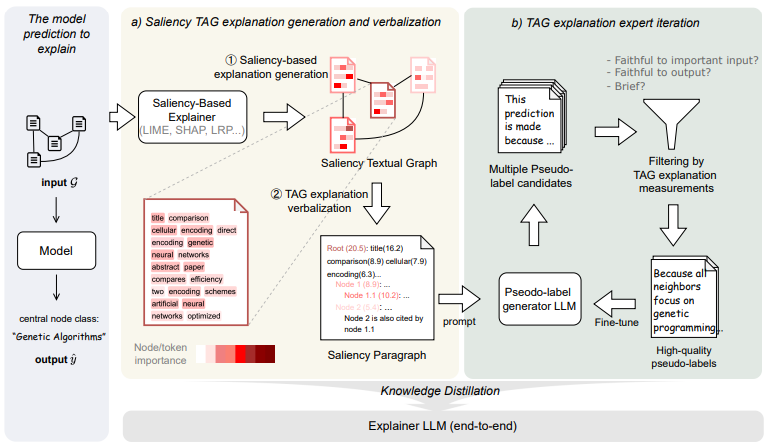 The model
prediction to
explain
input 𝒢
Model
central node class:
"Genetic Algorithms"
output ŷ
a) Saliency TAG explanation generation and verbalization
① Saliency-based
explanation generation
Saliency-Based
Explainer
(LIME, SHAP, LRP...)
Saliency Textual Graph
② TAG explanation
verbalization
title comparison
cellular encoding direct
encoding genetic
neural networks
abstract paper
compares efficiency
two encoding schemes
artificial neural
networks optimized
Node/token
importance
Root (20.5): title(16.2)
comparison(8.9) cellular(7.9)
encoding(6.3)...
Node 1 (8.9): ...
Node 1.1 (10.2): ...
Node 2 (5.4): ...
Node 2 is also cited by
node 1.1
Saliency Paragraph
prompt
b) TAG explanation expert iteration
- Faithful to important input?
- Faithful to output?
- Brief?
This
prediction
is made
because ...
Multiple Pseudo-
label candidates
Filtering by
TAG explanation
measurements
Pseudo-label
generator LLM
Fine-tune
Because all
neighbors
focus on
genetic
programming...
High-quality
pseudo-labels
Knowledge Distillation
Explainer LLM (end-to-end)